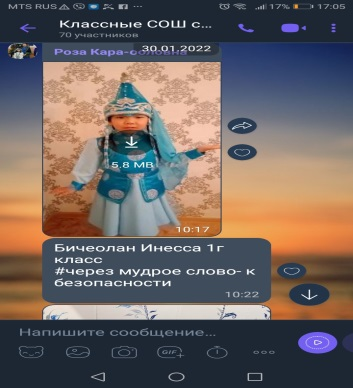 MTS RUS 17% 17:05
Классные СОШ с...
70 участников
Роза Кара-ооловна
30.01.2022
5.8 MB
10:17
Бичеолан Инесса 1г
класс
#через мудрое слово- к
безопасности
10:22
Напишите сообщение...
GIF+